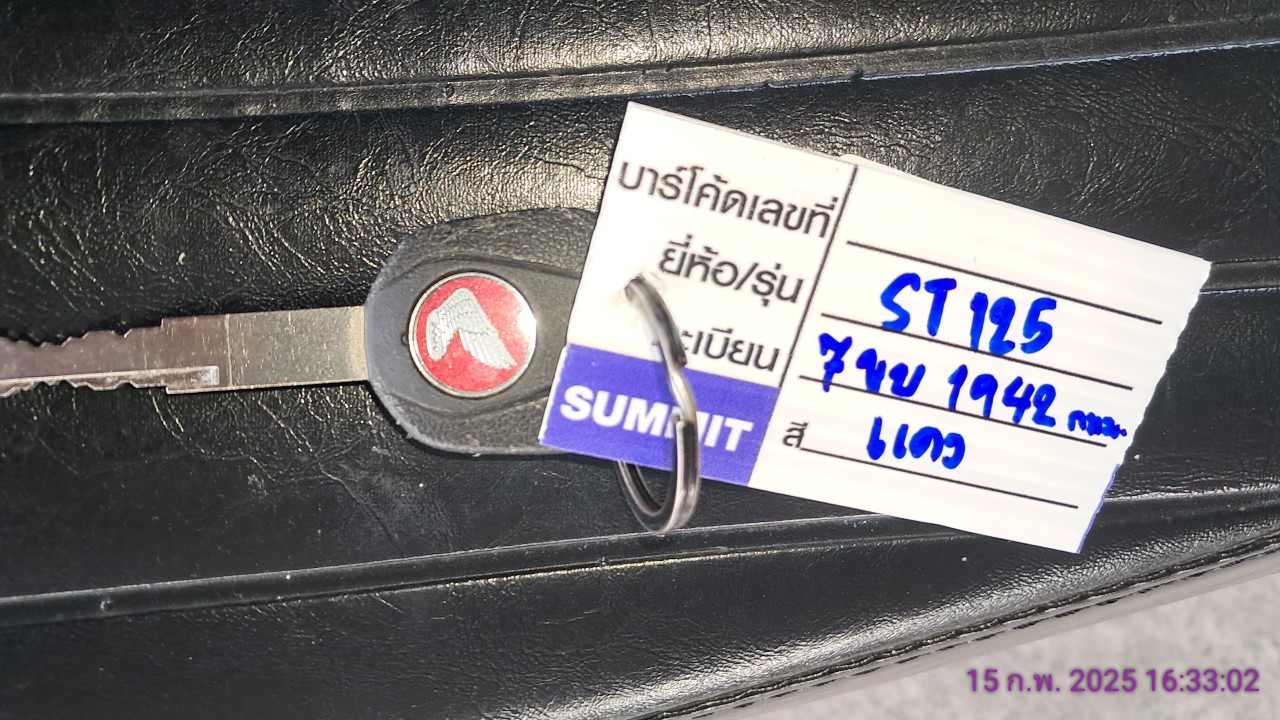 บาร์โค้ดเลขที่
ยี่ห้อ/รุ่น ST 125
ะเบียน 7 ขบ 1942 กทม
สี แดง
SUMMIT
15 ก.พ. 2025 16:33:02